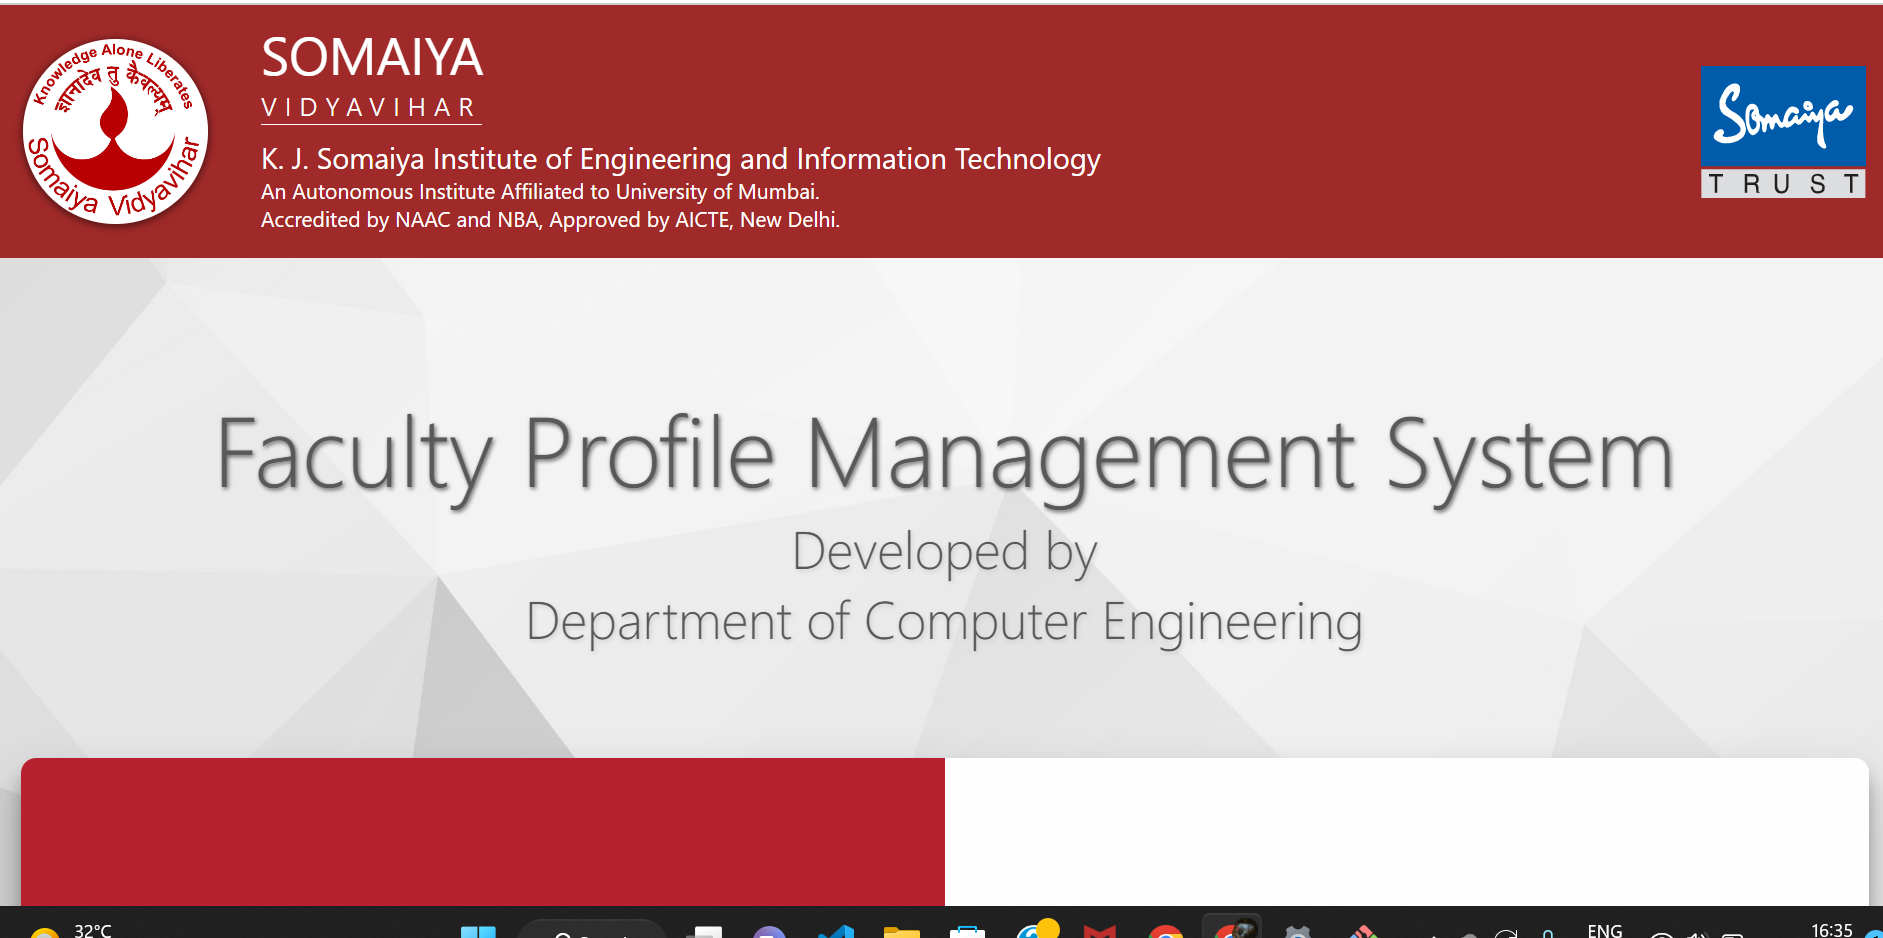 Knowledge Alone Liberates
ज्ञानादेव तु कैवल्यम्
Somaiya Vidyavihar
SOMAIYA
VIDYAVIHAR
K. J. Somaiya Institute of Engineering and Information Technology
An Autonomous Institute Affiliated to University of Mumbai.
Accredited by NAAC and NBA, Approved by AICTE, New Delhi.
Somaiya
TRUST
Faculty Profile Management System
Developed by
Department of Computer Engineering
32°C
ENG
16:35